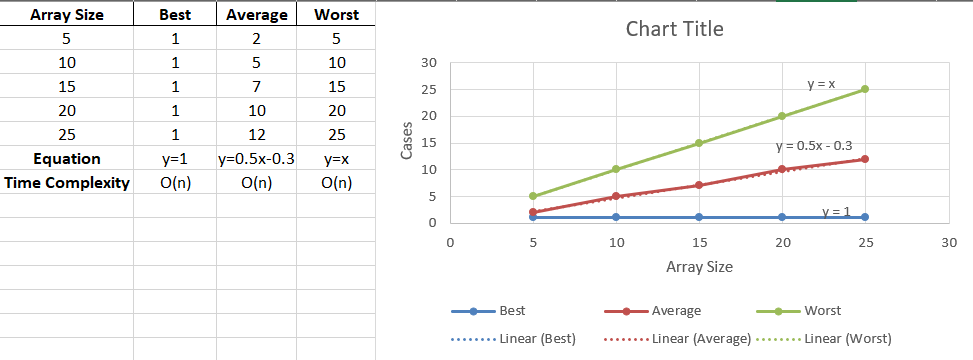 Array Size Best Average Worst
5 1 2 5
10 1 5 10
15 1 7 15
20 1 10 20
25 1 12 25
Equation y=1 y=0.5x-0.3 y=x
Time Complexity O(n) O(n) O(n)
Chart Title
30
25
20
15
10
5
0
Cases
y = x
y = 0.5x - 0.3
y = 1
0 5 10 15 20 25 30
Array Size
Best Average Worst
Linear (Best) Linear (Average) Linear (Worst)